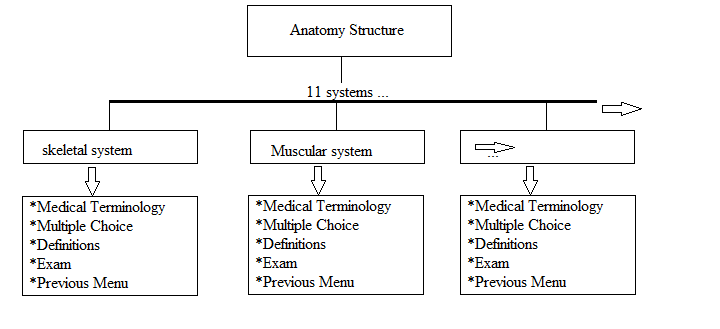 Anatomy Structure
11 systems ...
skeletal system
Muscular system
...
*Medical Terminology
*Multiple Choice
*Definitions
*Exam
*Previous Menu
*Medical Terminology
*Multiple Choice
*Definitions
*Exam
*Previous Menu
*Medical Terminology
*Multiple Choice
*Definitions
*Exam
*Previous Menu